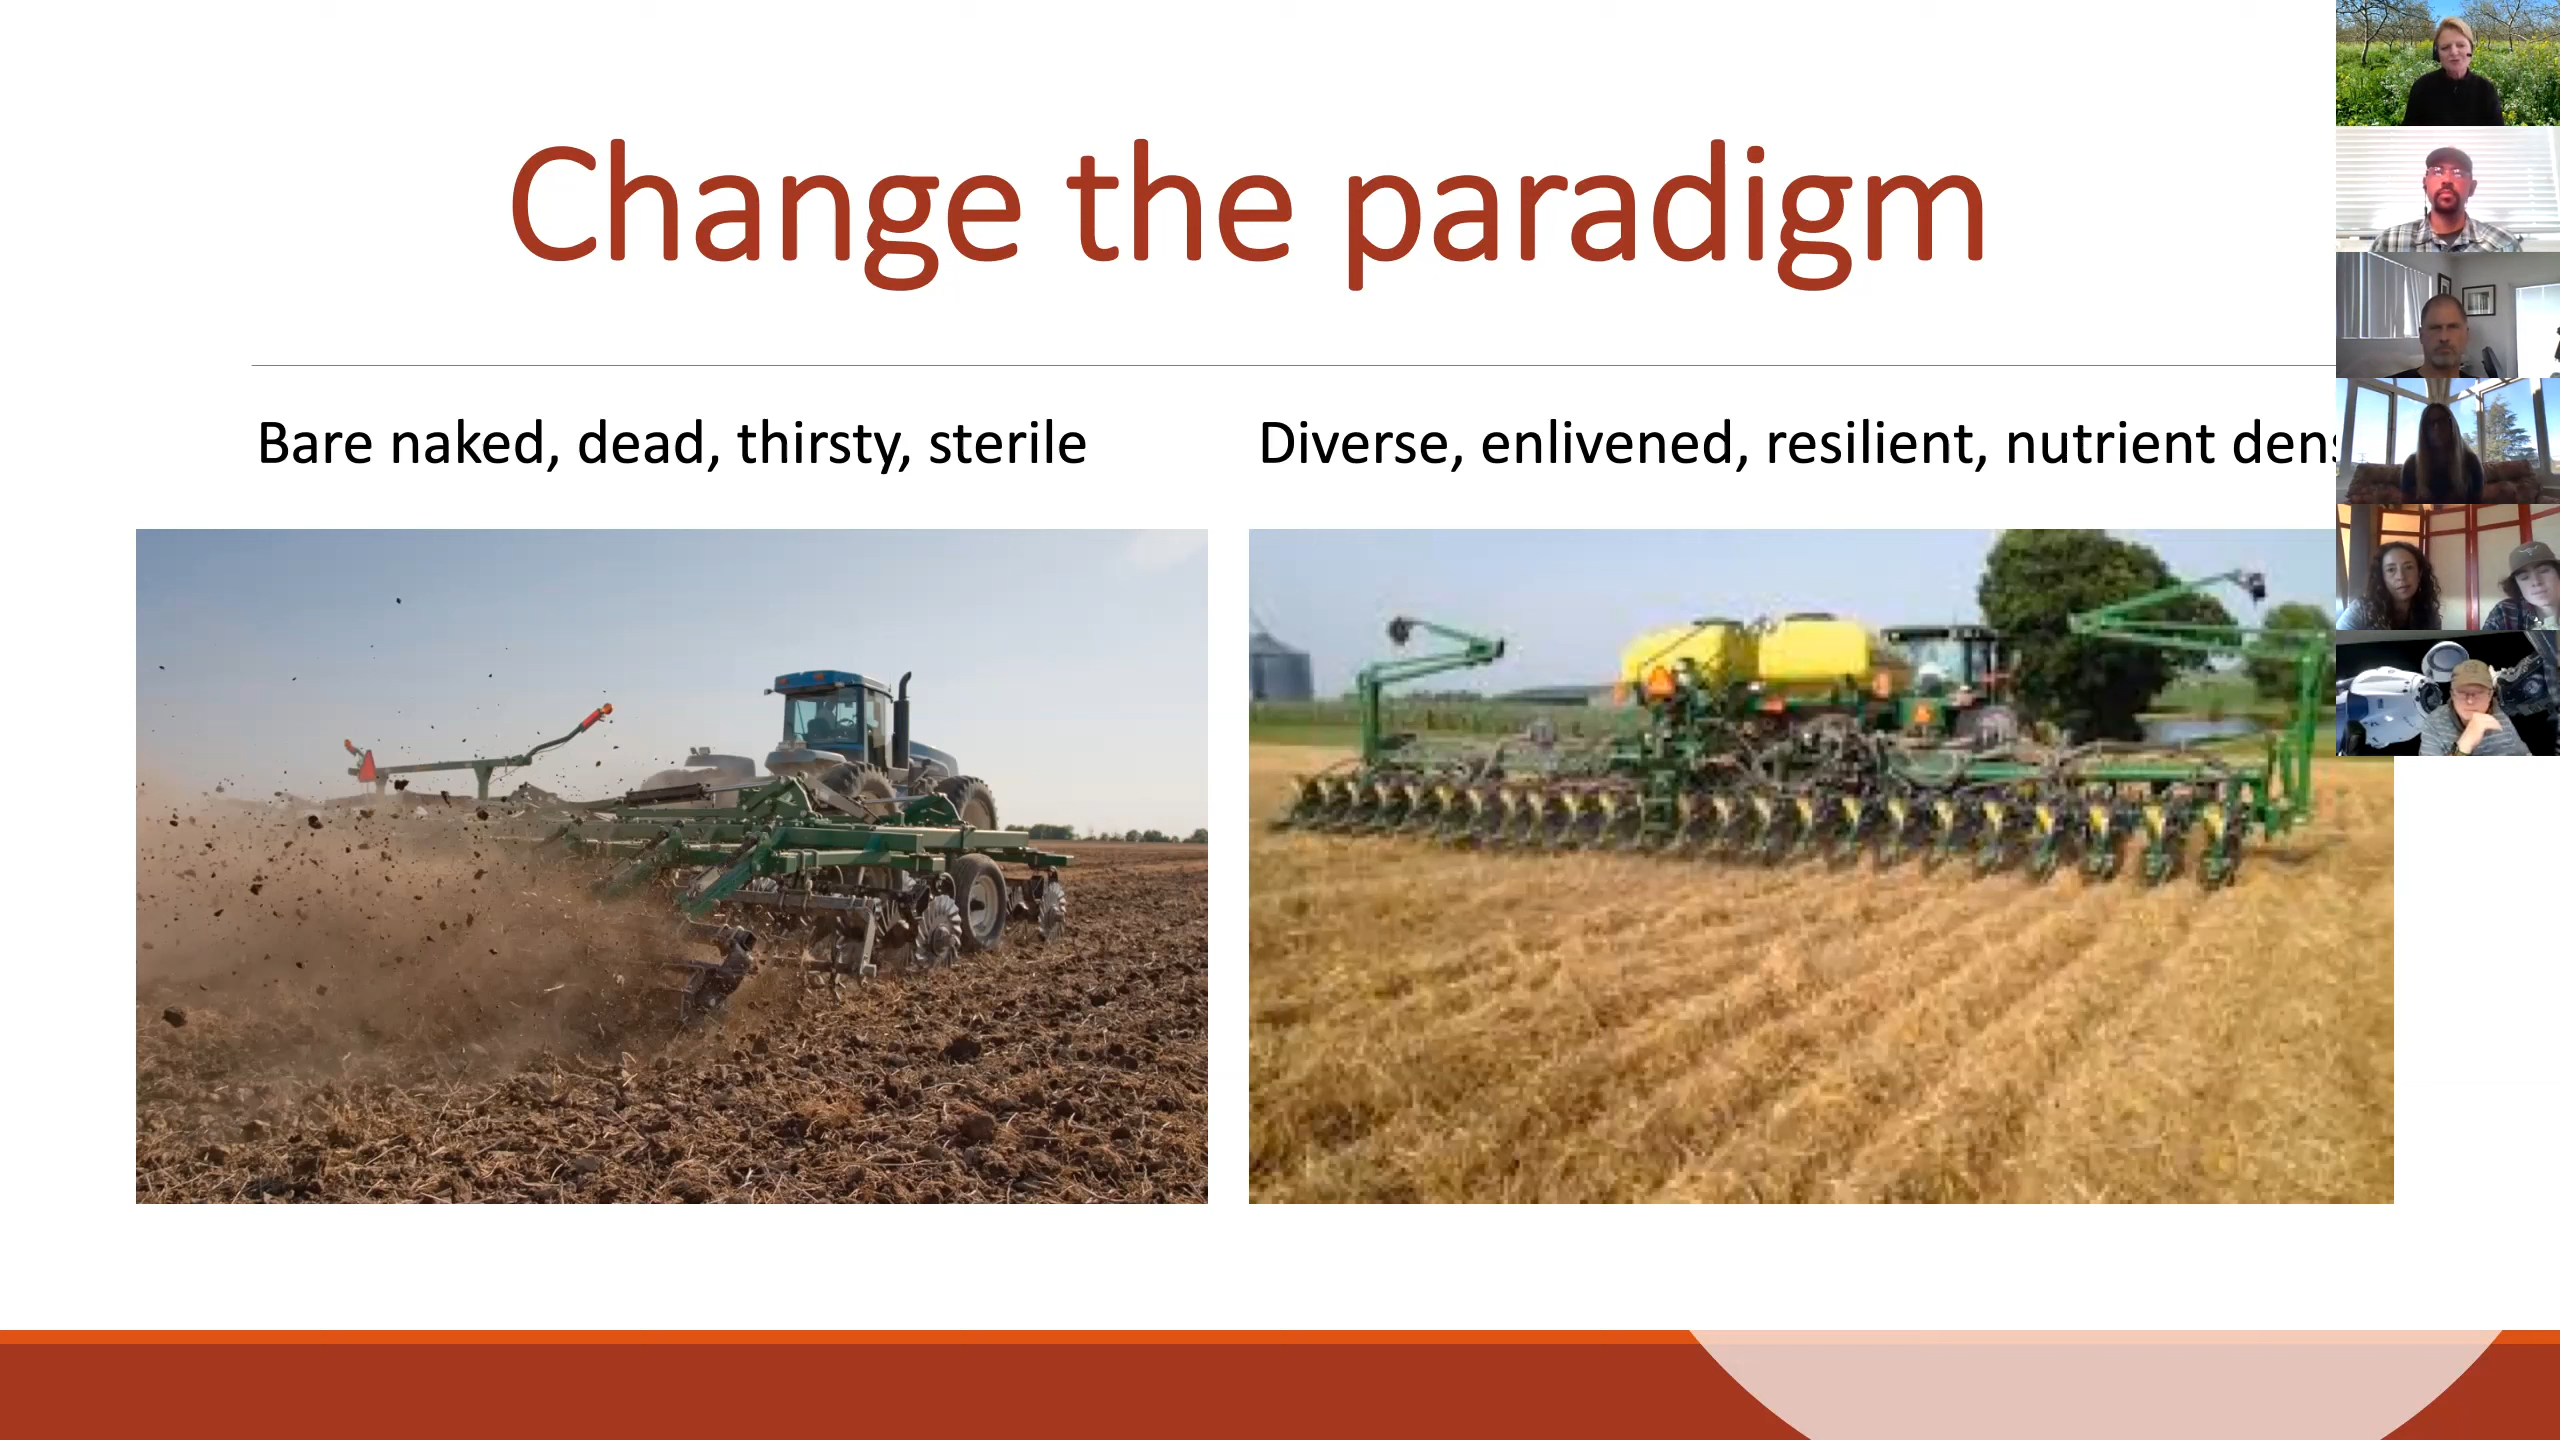 Change the paradigm
Bare naked, dead, thirsty, sterile
Diverse, enlivened, resilient, nutrient